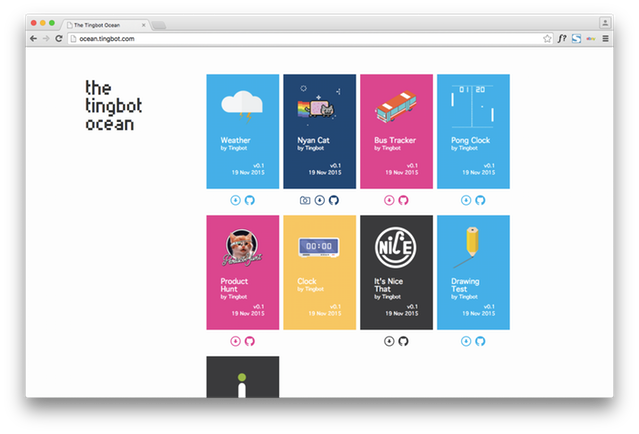 The Tingbot Ocean
ocean.tingbot.com
f?
S
the
tingbot
ocean
Weather
by Tingbot
v0.1
19 Nov 2015
Nyan Cat
by Tingbot
v0.1
19 Nov 2015
Bus Tracker
by Tingbot
v0.1
19 Nov 2015
01 20
Pong Clock
by Tingbot
v0.1
19 Nov 2015
Product
Hunt
by Tingbot
v0.1
19 Nov 2015
00:00
Clock
by Tingbot
v0.1
19 Nov 2015
NICE
It's Nice
That
by Tingbot
v0.1
19 Nov 2015
Drawing
Test
by Tingbot
v0.1
19 Nov 2015
i